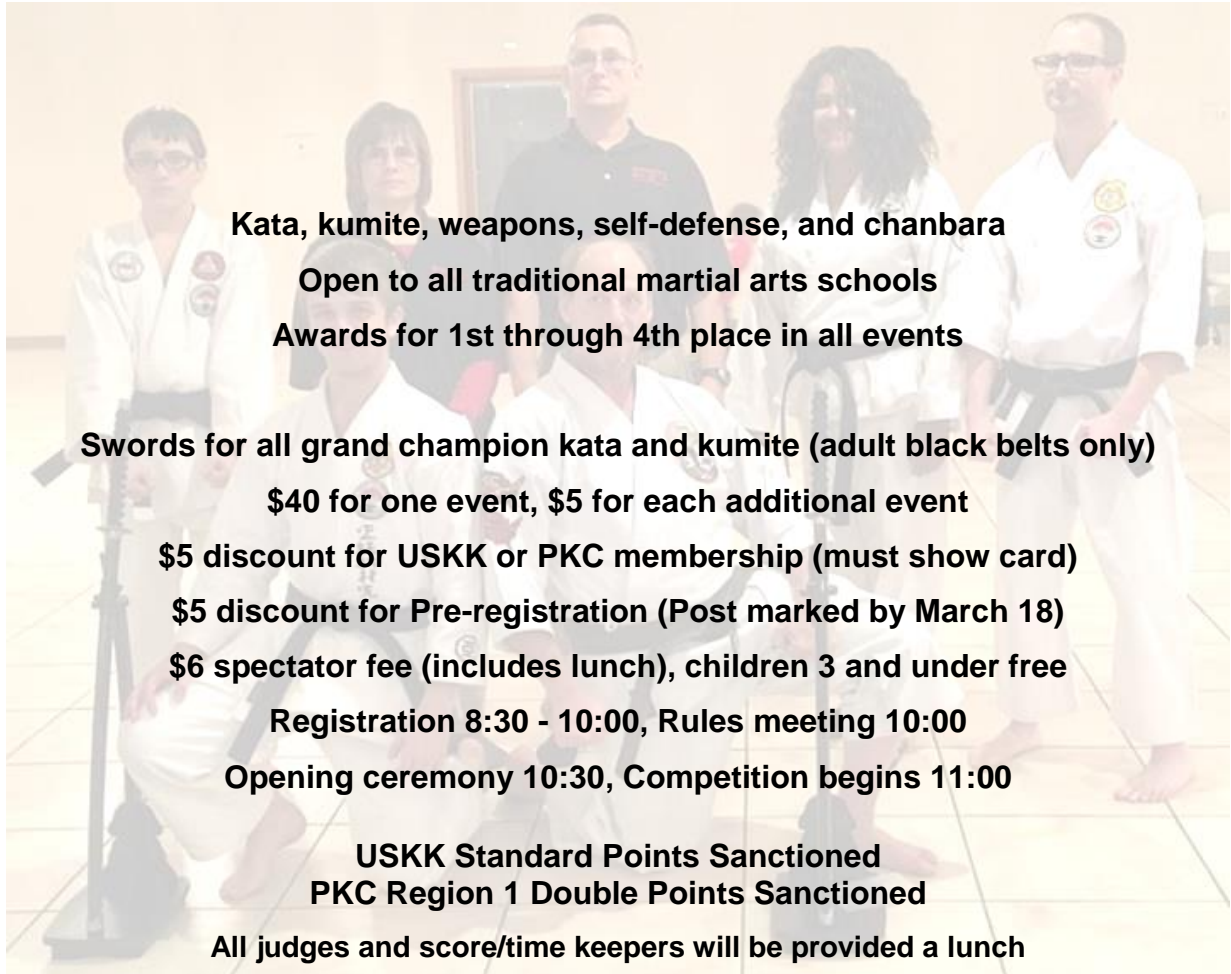 Kata, kumite, weapons, self-defense, and chanbara
Open to all traditional martial arts schools
Awards for 1st through 4th place in all events
Swords for all grand champion kata and kumite (adult black belts only)
$40 for one event, $5 for each additional event
$5 discount for USKK or PKC membership (must show card)
$5 discount for Pre-registration (Post marked by March 18)
$6 spectator fee (includes lunch), children 3 and under free
Registration 8:30 - 10:00, Rules meeting 10:00
Opening ceremony 10:30, Competition begins 11:00
USKK Standard Points Sanctioned
PKC Region 1 Double Points Sanctioned
All judges and score/time keepers will be provided a lunch